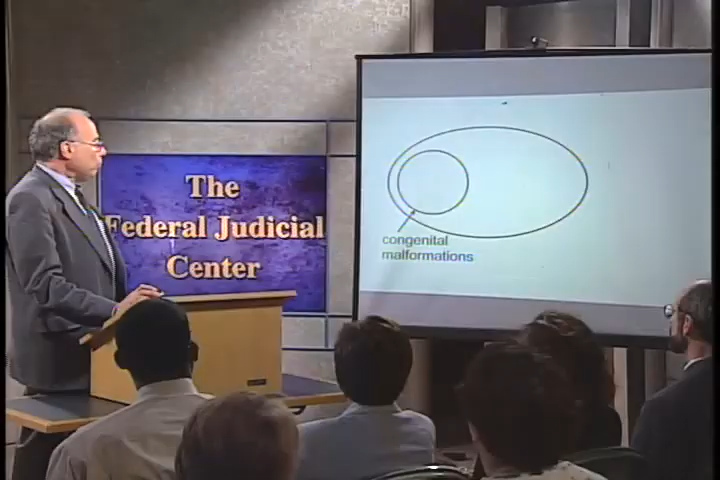 The
Federal Judicial
Center
congenital
malformations